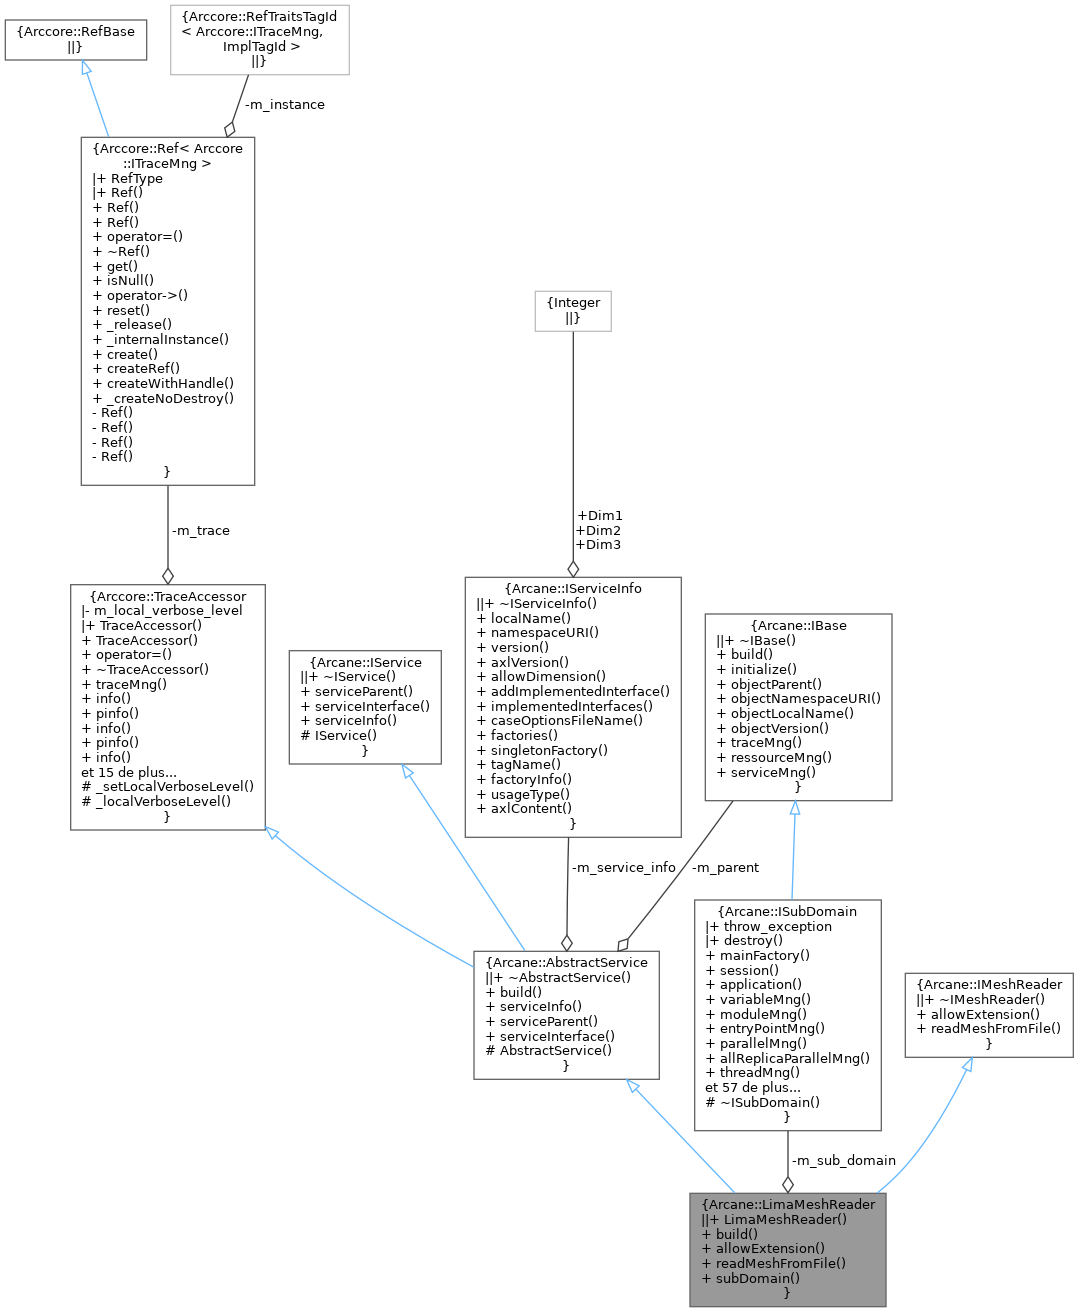 {Arccore::RefBase
||}
{Arccore::RefTraitsTagId
< Arccore::ITraceMng,
ImplTagId >
||}
-m_instance
{Arccore::Ref< Arccore
::ITraceMng >
|+ RefType
|+ Ref()
+ Ref()
+ Ref()
+ operator=()
+ ~Ref()
+ get()
+ isNull()
+ operator->()
+ reset()
+ _release()
+ _internalInstance()
+ create()
+ createRef()
+ createWithHandle()
+ _createNoDestroy()
- Ref()
- Ref()
- Ref()
- Ref()
}
{Integer
||}
-m_trace
+Dim1
+Dim2
+Dim3
{Arccore::TraceAccessor
|- m_local_verbose_level
|+ TraceAccessor()
+ TraceAccessor()
+ operator=()
+ ~TraceAccessor()
+ traceMng()
+ info()
+ pinfo()
+ info()
+ pinfo()
+ info()
et 15 de plus...
# _setLocalVerboseLevel()
# _localVerboseLevel()
}
{Arcane::IService
||+ ~IService()
+ serviceParent()
+ serviceInterface()
+ serviceInfo()
# IService()
}
{Arcane::IServiceInfo
||+ ~IServiceInfo()
+ localName()
+ namespaceURI()
+ version()
+ axlVersion()
+ allowDimension()
+ addImplementedInterface()
+ implementedInterfaces()
+ caseOptionsFileName()
+ factories()
+ singletonFactory()
+ tagName()
+ factoryInfo()
+ usageType()
+ axlContent()
}
{Arcane::IBase
||+ ~IBase()
+ build()
+ initialize()
+ objectParent()
+ objectNamespaceURI()
+ objectLocalName()
+ objectVersion()
+ traceMng()
+ ressourceMng()
+ serviceMng()
}
-m_service_info
-m_parent
{Arcane::AbstractService
||+ ~AbstractService()
+ build()
+ serviceInfo()
+ serviceParent()
+ serviceInterface()
# AbstractService()
}
{Arcane::ISubDomain
|+ throw_exception
|+ destroy()
+ mainFactory()
+ session()
+ application()
+ variableMng()
+ moduleMng()
+ entryPointMng()
+ parallelMng()
+ allReplicaParallelMng()
+ threadMng()
et 57 de plus...
# ~ISubDomain()
}
{Arcane::IMeshReader
||+ ~IMeshReader()
+ allowExtension()
+ readMeshFromFile()
}
-m_sub_domain
{Arcane::LimaMeshReader
||+ LimaMeshReader()
+ build()
+ allowExtension()
+ readMeshFromFile()
+ subDomain()
}